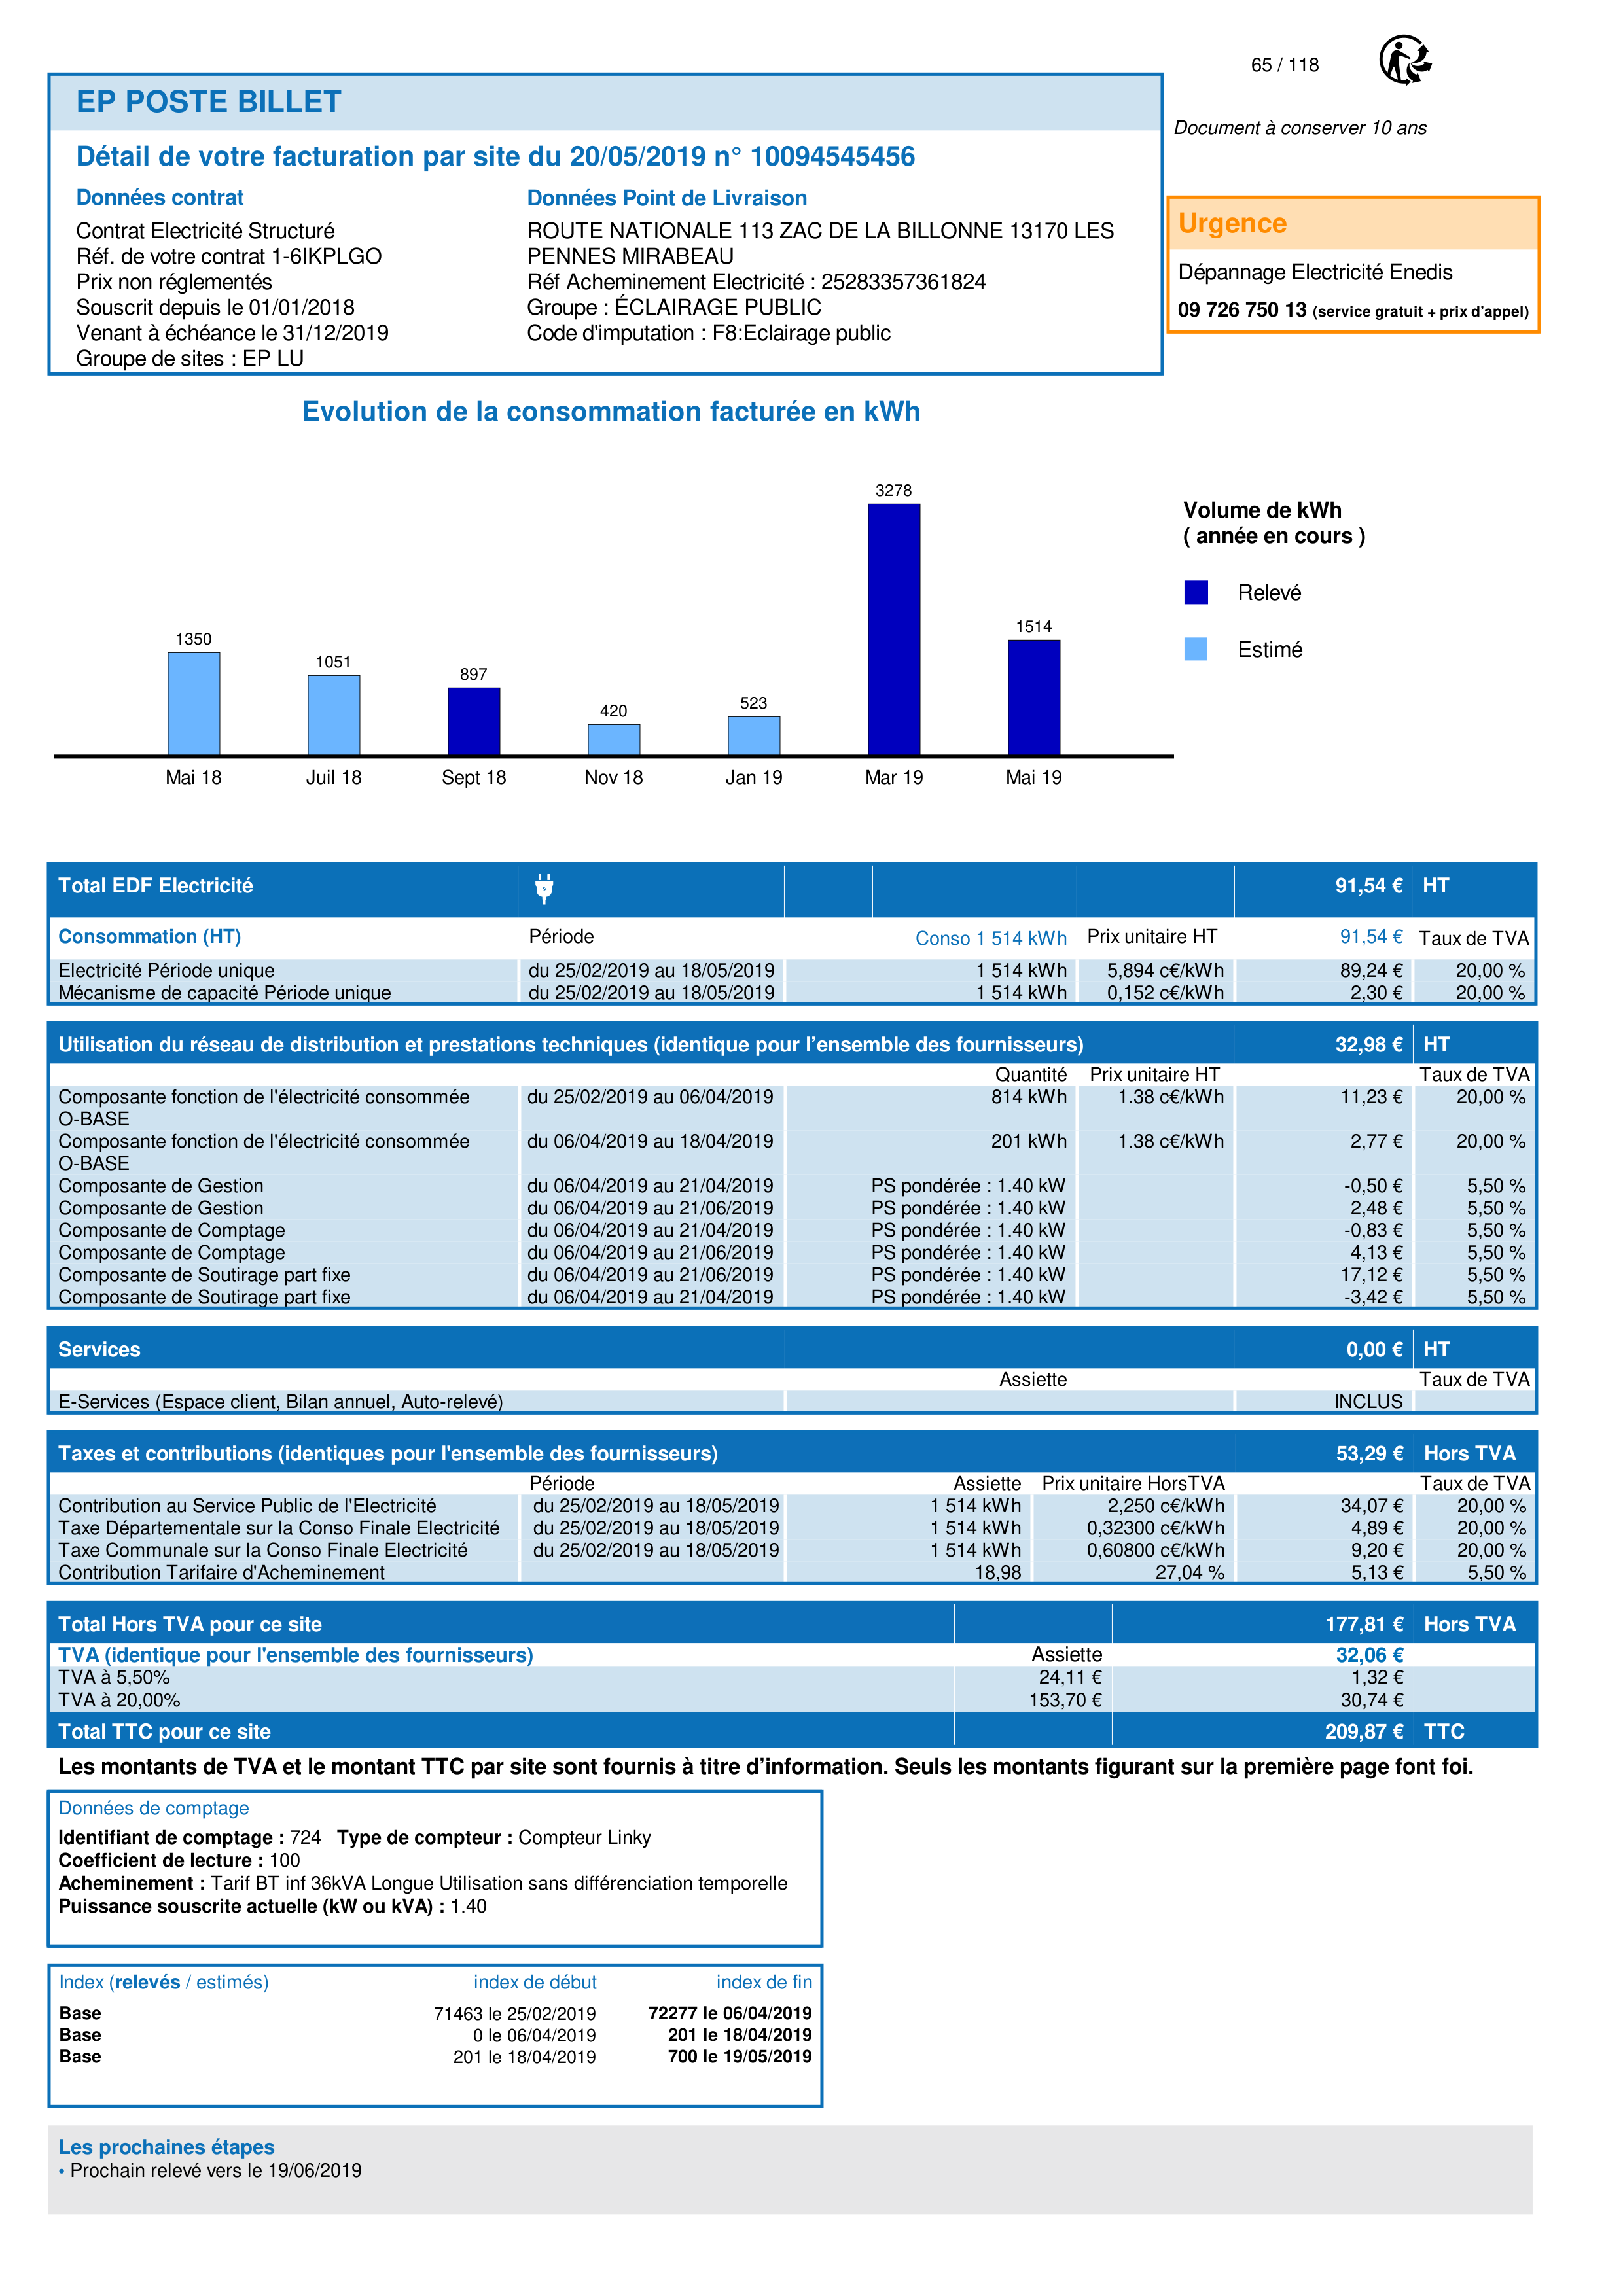 65 / 118
EP POSTE BILLET
Document à conserver 10 ans
Détail de votre facturation par site du 20/05/2019 n° 10094545456
Données contrat
Contrat Electricité Structuré
Réf. de votre contrat 1-6IKPLGO
Prix non réglementés
Souscrit depuis le 01/01/2018
Venant à échéance le 31/12/2019
Groupe de sites : EP LU
Données Point de Livraison
ROUTE NATIONALE 113 ZAC DE LA BILLONNE 13170 LES
PENNES MIRABEAU
Réf Acheminement Electricité : 25283357361824
Groupe : ÉCLAIRAGE PUBLIC
Code d'imputation : F8:Eclairage public
Urgence
Dépannage Electricité Enedis
09 726 750 13 (service gratuit + prix d’appel)
Evolution de la consommation facturée en kWh
1350
1051
897
420
523
3278
1514
Mai 18 Juil 18 Sept 18 Nov 18 Jan 19 Mar 19 Mai 19
Volume de kWh
( année en cours )
Relevé
Estimé
Total EDF Electricité 91,54 € HT
Consommation (HT) Période Conso 1 514 kWh Prix unitaire HT 91,54 € Taux de TVA
Electricité Période unique du 25/02/2019 au 18/05/2019 1 514 kWh 5,894 c€/kWh 89,24 € 20,00 %
Mécanisme de capacité Période unique du 25/02/2019 au 18/05/2019 1 514 kWh 0,152 c€/kWh 2,30 € 20,00 %
Utilisation du réseau de distribution et prestations techniques (identique pour l’ensemble des fournisseurs) 32,98 € HT
Quantité Prix unitaire HT Taux de TVA
Composante fonction de l'électricité consommée du 25/02/2019 au 06/04/2019 814 kWh 1.38 c€/kWh 11,23 € 20,00 %
O-BASE
Composante fonction de l'électricité consommée du 06/04/2019 au 18/04/2019 201 kWh 1.38 c€/kWh 2,77 € 20,00 %
O-BASE
Composante de Gestion du 06/04/2019 au 21/04/2019 PS pondérée : 1.40 kW -0,50 € 5,50 %
Composante de Gestion du 06/04/2019 au 21/06/2019 PS pondérée : 1.40 kW 2,48 € 5,50 %
Composante de Comptage du 06/04/2019 au 21/04/2019 PS pondérée : 1.40 kW -0,83 € 5,50 %
Composante de Comptage du 06/04/2019 au 21/06/2019 PS pondérée : 1.40 kW 4,13 € 5,50 %
Composante de Soutirage part fixe du 06/04/2019 au 21/06/2019 PS pondérée : 1.40 kW 17,12 € 5,50 %
Composante de Soutirage part fixe du 06/04/2019 au 21/04/2019 PS pondérée : 1.40 kW -3,42 € 5,50 %
Services 0,00 € HT
Assiette Taux de TVA
E-Services (Espace client, Bilan annuel, Auto-relevé) INCLUS
Taxes et contributions (identiques pour l'ensemble des fournisseurs) 53,29 € Hors TVA
Période Assiette Prix unitaire HorsTVA Taux de TVA
Contribution au Service Public de l'Electricité du 25/02/2019 au 18/05/2019 1 514 kWh 2,250 c€/kWh 34,07 € 20,00 %
Taxe Départementale sur la Conso Finale Electricité du 25/02/2019 au 18/05/2019 1 514 kWh 0,32300 c€/kWh 4,89 € 20,00 %
Taxe Communale sur la Conso Finale Electricité du 25/02/2019 au 18/05/2019 1 514 kWh 0,60800 c€/kWh 9,20 € 20,00 %
Contribution Tarifaire d'Acheminement 18,98 27,04 % 5,13 € 5,50 %
Total Hors TVA pour ce site 177,81 € Hors TVA
TVA (identique pour l'ensemble des fournisseurs) Assiette 32,06 €
TVA à 5,50% 24,11 € 1,32 €
TVA à 20,00% 153,70 € 30,74 €
Total TTC pour ce site 209,87 € TTC
Les montants de TVA et le montant TTC par site sont fournis à titre d’information. Seuls les montants figurant sur la première page font foi.
Données de comptage
Identifiant de comptage : 724 Type de compteur : Compteur Linky
Coefficient de lecture : 100
Acheminement : Tarif BT inf 36kVA Longue Utilisation sans différenciation temporelle
Puissance souscrite actuelle (kW ou kVA) : 1.40
Index (relevés / estimés) index de début index de fin
Base 71463 le 25/02/2019 72277 le 06/04/2019
Base 0 le 06/04/2019 201 le 18/04/2019
Base 201 le 18/04/2019 700 le 19/05/2019
Les prochaines étapes
• Prochain relevé vers le 19/06/2019